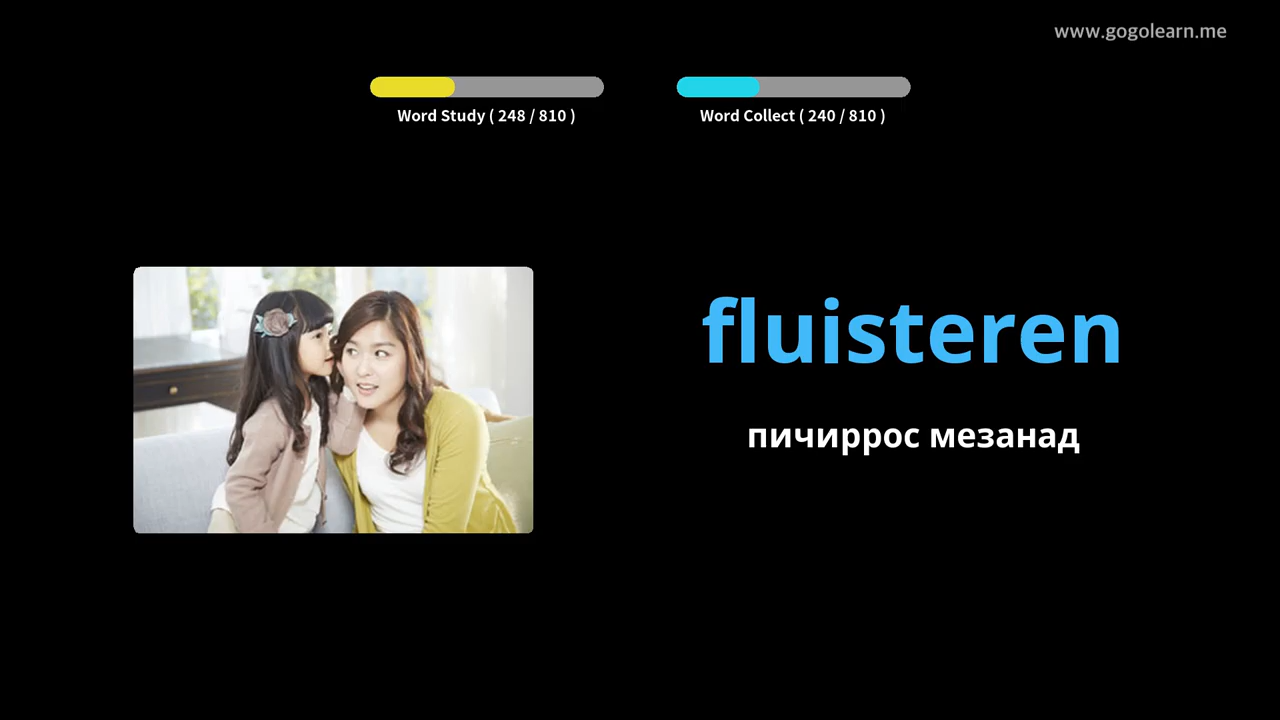 www.gogolearn.me
Word Study ( 248 / 810 )
Word Collect ( 240 / 810 )
fluisteren
пичиррос мезанад